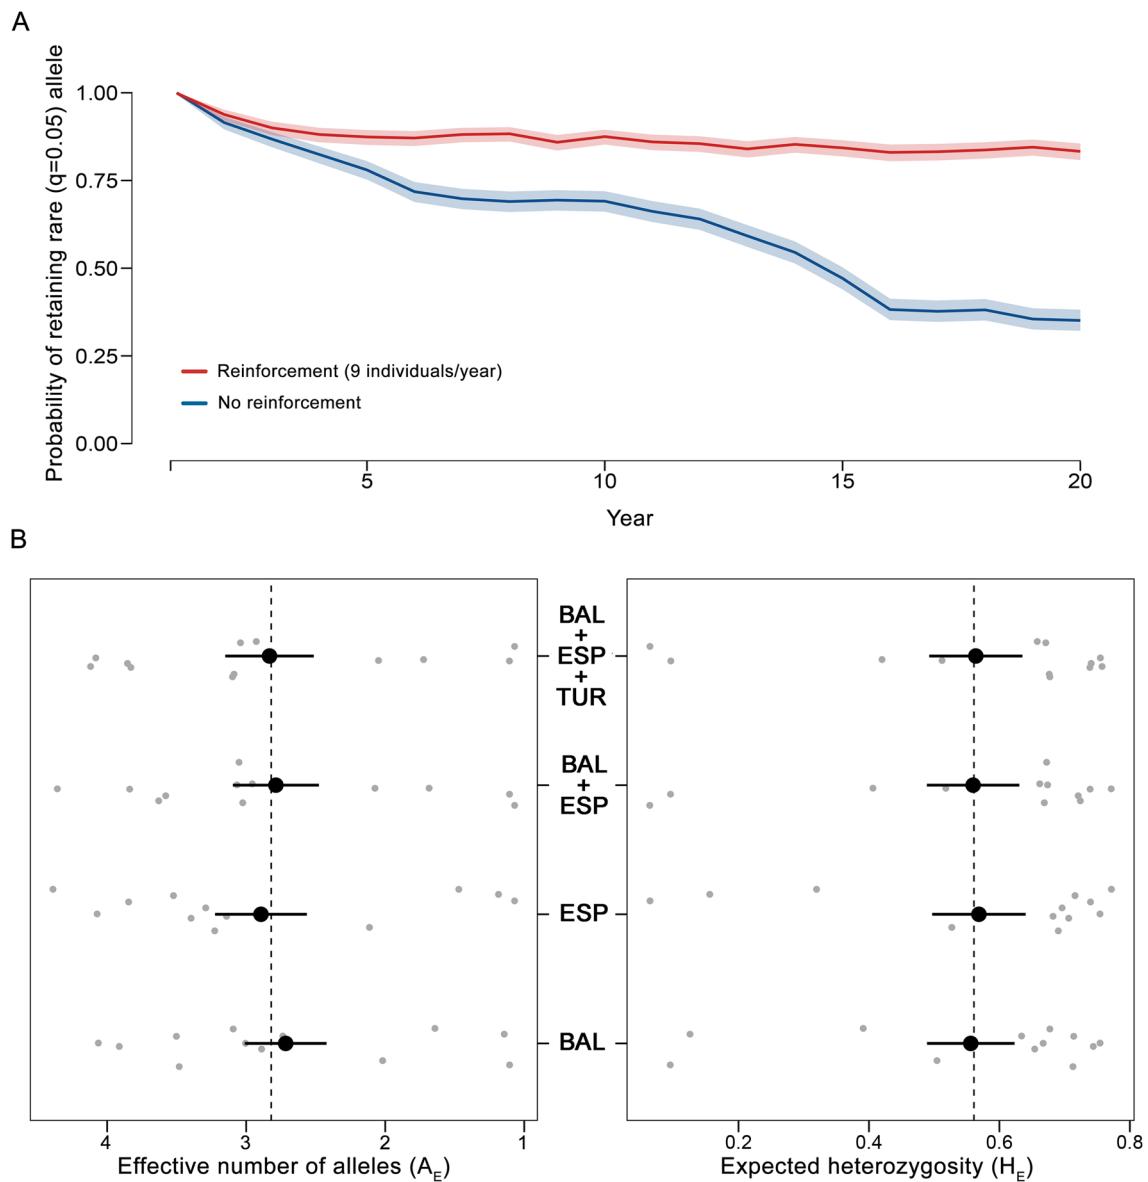 A
Probability of retaining rare (q=0.05) allele
1.00
0.75
0.50
0.25
0.00
Reinforcement (9 individuals/year)
No reinforcement
5
10
15
20
Year
B
BAL
+
ESP
+
TUR
BAL
+
ESP
ESP
BAL
4
3
2
1
Effective number of alleles (AE)
0.2
0.4
0.6
0.8
Expected heterozygosity (HE)